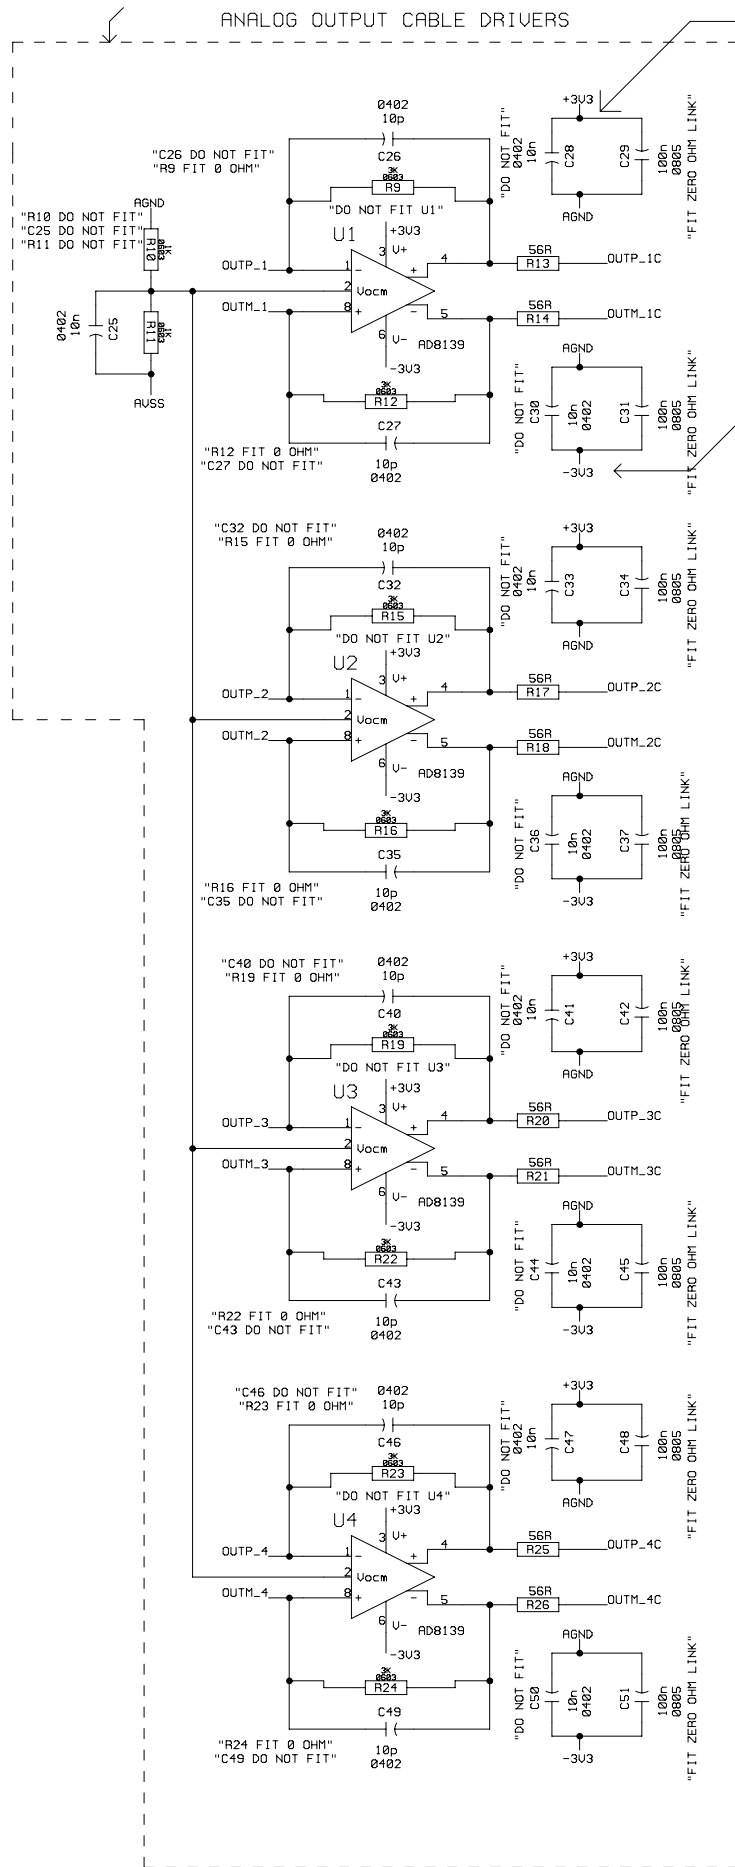 ANALOG OUTPUT CABLE DRIVERS
0402
10p
C26
"C26 DO NOT FIT"
"R9 FIT 0 OHM"
3K
0603
R9
"DO NOT FIT U1"
AGND
"R10 DO NOT FIT"
"C25 DO NOT FIT"
"R11 DO NOT FIT"
R10
1K
0603
0402
10n
C25
R11
1K
0603
AVSS
U1
+3V3
3
V+
OUTP_1
1
-
2
Vocm
OUTM_1
8
+
+
4
-
5
6
V-
-3V3
AD8139
56R
R13
OUTP_1C
56R
R14
OUTM_1C
3K
0603
R12
C27
10p
0402
"R12 FIT 0 OHM"
"C27 DO NOT FIT"
"DO NOT FIT"
0402
10n
C28
+3V3
AGND
C29
100n
0805
"FIT ZERO OHM LINK"
AGND
"DO NOT FIT"
C30
10n
0402
C31
100n
0805
"FIT ZERO OHM LINK"
-3V3
"C32 DO NOT FIT"
"R15 FIT 0 OHM"
0402
10p
C32
3K
0603
R15
"DO NOT FIT U2"
U2
+3V3
3
V+
OUTP_2
1
-
2
Vocm
OUTM_2
8
+
+
4
-
5
6
V-
-3V3
AD8139
56R
R17
OUTP_2C
56R
R18
OUTM_2C
3K
0603
R16
C35
10p
0402
"R16 FIT 0 OHM"
"C35 DO NOT FIT"
"DO NOT FIT"
0402
10n
C33
+3V3
AGND
C34
100n
0805
"FIT ZERO OHM LINK"
AGND
"DO NOT FIT"
C36
10n
0402
C37
100n
0805
"FIT ZERO OHM LINK"
-3V3
"C40 DO NOT FIT"
"R19 FIT 0 OHM"
0402
10p
C40
3K
0603
R19
"DO NOT FIT U3"
U3
+3V3
3
V+
OUTP_3
1
-
2
Vocm
OUTM_3
8
+
+
4
-
5
6
V-
-3V3
AD8139
56R
R20
OUTP_3C
56R
R21
OUTM_3C
3K
0603
R22
C43
10p
0402
"R22 FIT 0 OHM"
"C43 DO NOT FIT"
"DO NOT FIT"
0402
10n
C41
+3V3
AGND
C42
100n
0805
"FIT ZERO OHM LINK"
AGND
"DO NOT FIT"
C44
10n
0402
C45
100n
0805
"FIT ZERO OHM LINK"
-3V3
"C46 DO NOT FIT"
"R23 FIT 0 OHM"
0402
10p
C46
3K
0603
R23
"DO NOT FIT U4"
U4
+3V3
3
V+
OUTP_4
1
-
2
Vocm
OUTM_4
8
+
+
4
-
5
6
V-
-3V3
AD8139
56R
R25
OUTP_4C
56R
R26
OUTM_4C
3K
0603
R24
C49
10p
0402
"R24 FIT 0 OHM"
"C49 DO NOT FIT"
"DO NOT FIT"
0402
10n
C47
+3V3
AGND
C48
100n
0805
"FIT ZERO OHM LINK"
AGND
"DO NOT FIT"
C50
10n
0402
C51
100n
0805
"FIT ZERO OHM LINK"
-3V3